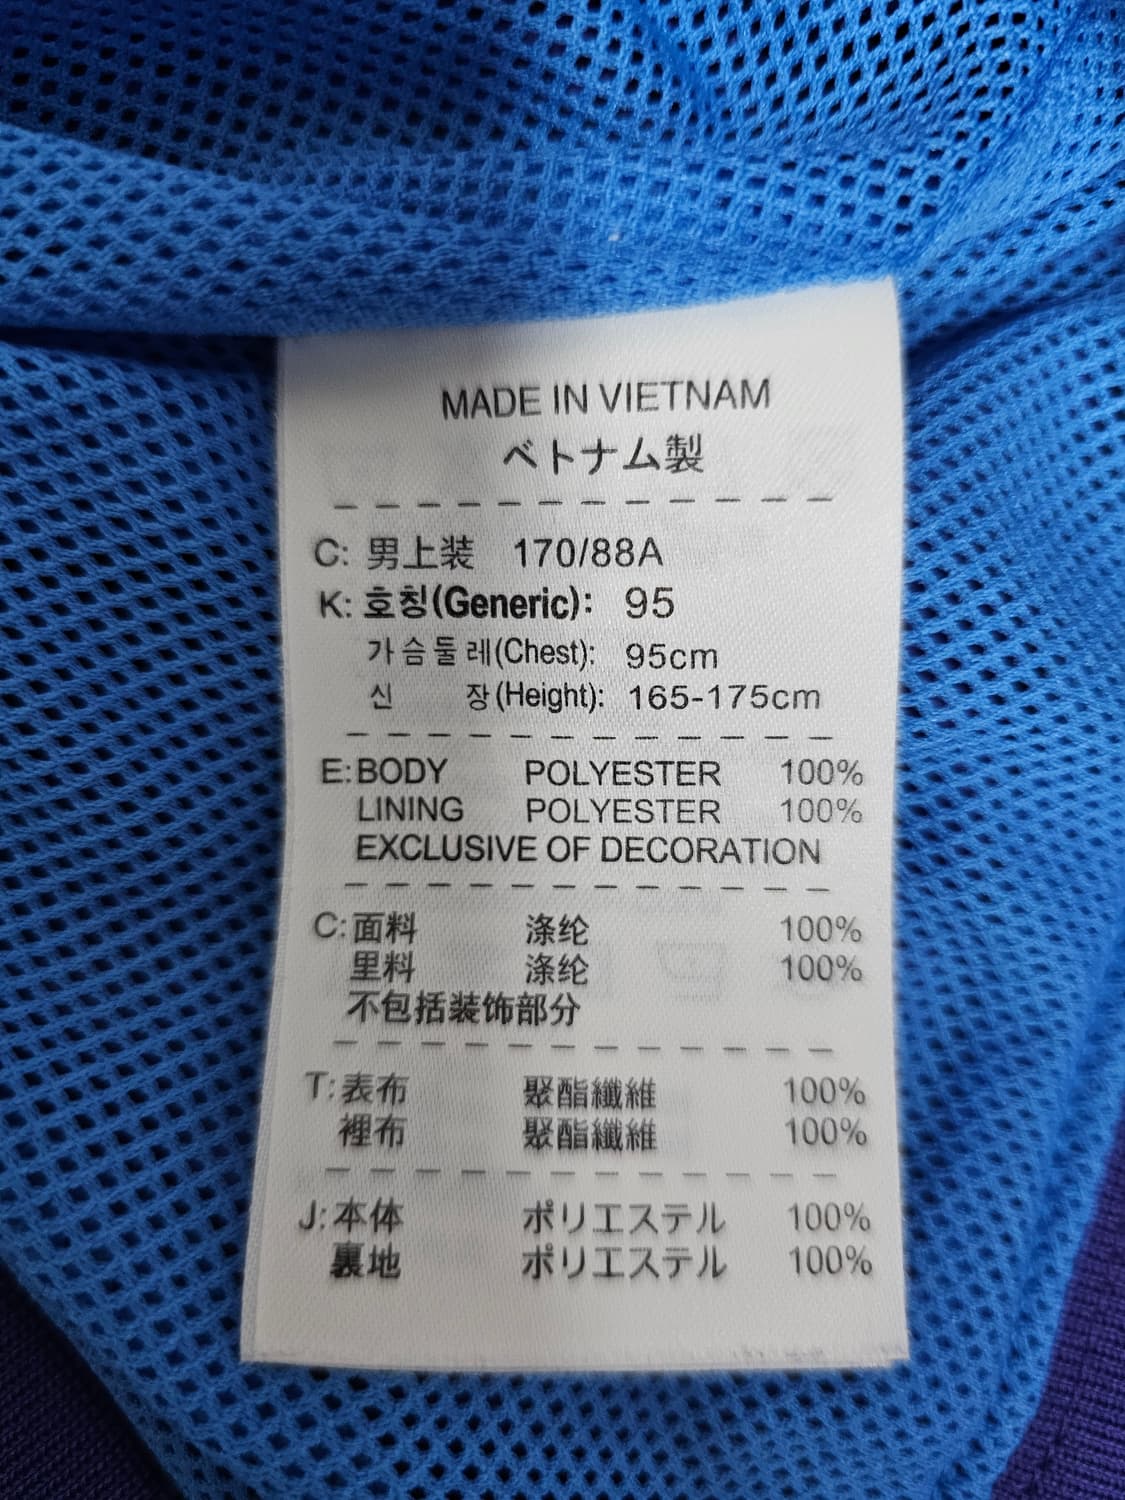 MADE IN VIETNAM
ベトナム製
C: 男上装 170/88A
K: 호칭(Generic): 95
가슴둘레(Chest): 95cm
신 장(Height): 165-175cm
E: BODY POLYESTER 100%
LINING POLYESTER 100%
EXCLUSIVE OF DECORATION
C: 面料 涤纶 100%
里料 涤纶 100%
不包括装饰部分
T: 表布 聚酯纖維 100%
裡布 聚酯纖維 100%
J: 本体 ポリエステル 100%
裏地 ポリエステル 100%